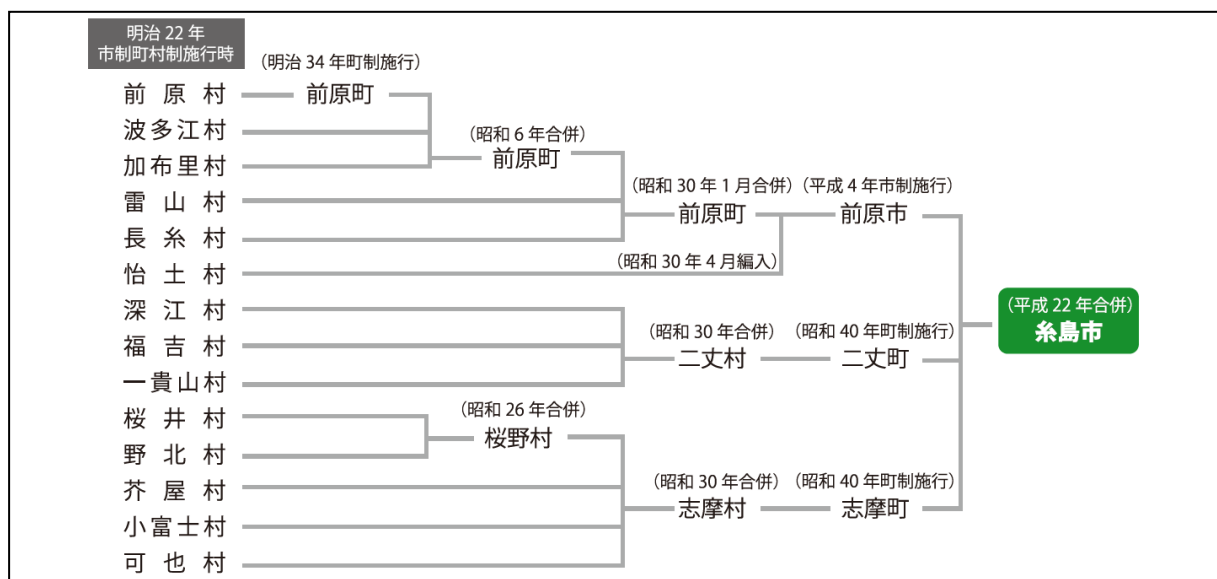 明治 22 年
市制町村制施行時
（明治 34 年町制施行）
前原村
前原町
波多江村
（昭和 6 年合併）
前原町
加布里村
雷山村
（昭和 30 年 1 月合併）
（平成 4 年市制施行）
前原町
前原市
長糸村
怡土村
（昭和 30 年 4 月編入）
深江村
（平成 22 年合併）
糸島市
福吉村
（昭和 30 年合併）
（昭和 40 年町制施行）
二丈村
二丈町
一貴山村
桜井村
（昭和 26 年合併）
桜野村
野北村
芥屋村
（昭和 30 年合併）
（昭和 40 年町制施行）
志摩村
志摩町
小富士村
可也村